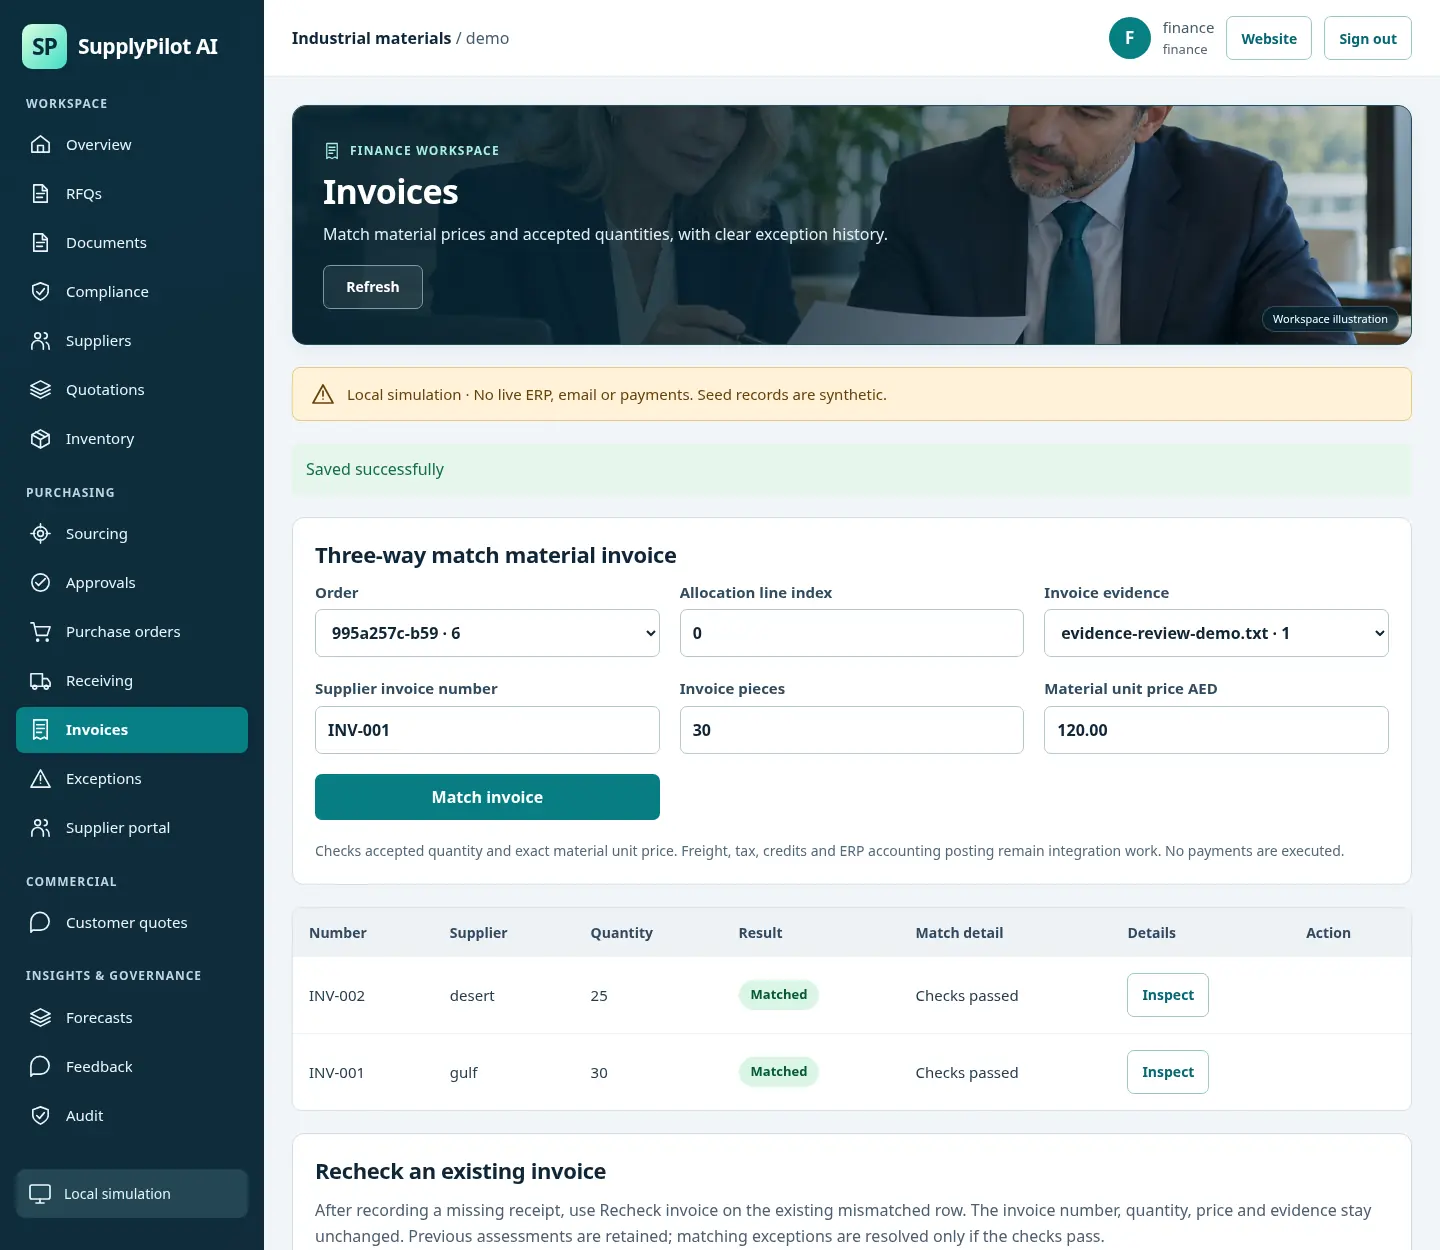 SP SupplyPilot AI
WORKSPACE
Overview
RFQs
Documents
Compliance
Suppliers
Quotations
Inventory
PURCHASING
Sourcing
Approvals
Purchase orders
Receiving
Invoices
Exceptions
Supplier portal
COMMERCIAL
Customer quotes
INSIGHTS & GOVERNANCE
Forecasts
Feedback
Audit
Local simulation
Industrial materials / demo
F
finance
finance
Website
Sign out
FINANCE WORKSPACE
Invoices
Match material prices and accepted quantities, with clear exception history.
Refresh
Workspace illustration
Local simulation · No live ERP, email or payments. Seed records are synthetic.
Saved successfully
Three-way match material invoice
Order Allocation line index Invoice evidence
995a257c-b59 · 6 0 evidence-review-demo.txt · 1
Supplier invoice number Invoice pieces Material unit price AED
INV-001 30 120.00
Match invoice
Checks accepted quantity and exact material unit price. Freight, tax, credits and ERP accounting posting remain integration work. No payments are executed.
Number Supplier Quantity Result Match detail Details Action
INV-002 desert 25 Matched Checks passed Inspect
INV-001 gulf 30 Matched Checks passed Inspect
Recheck an existing invoice
After recording a missing receipt, use Recheck invoice on the existing mismatched row. The invoice number, quantity, price and evidence stay
unchanged. Previous assessments are retained; matching exceptions are resolved only if the checks pass.